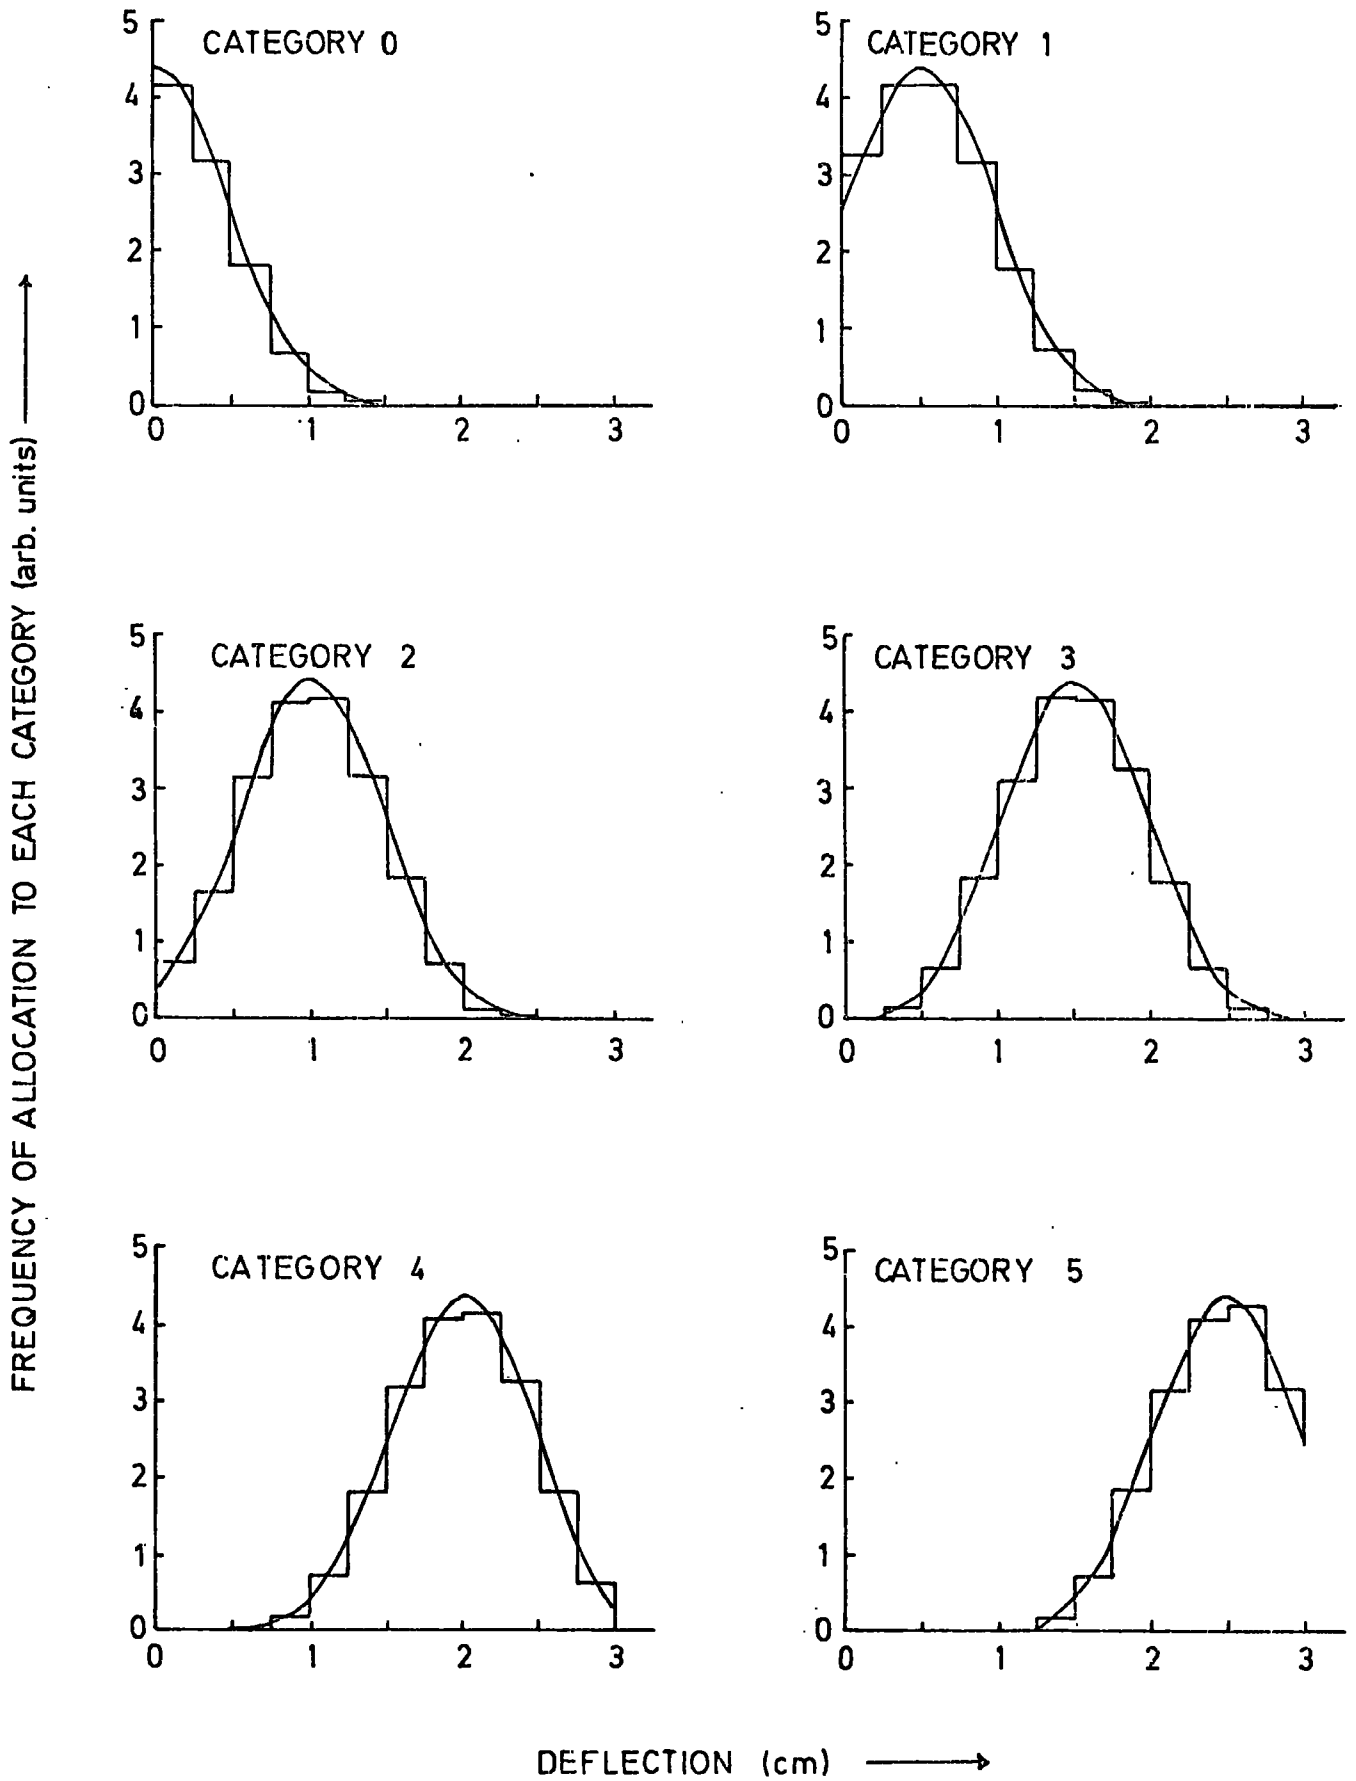 FREQUENCY OF ALLOCATION TO EACH CATEGORY (arb. units)
CATEGORY 0
5
4
3
2
1
0
0 1 2 3
CATEGORY 1
5
4
3
2
1
0
0 1 2 3
CATEGORY 2
5
4
3
2
1
0
0 1 2 3
CATEGORY 3
5
4
3
2
1
0
0 1 2 3
CATEGORY 4
5
4
3
2
1
0
0 1 2 3
CATEGORY 5
5
4
3
2
1
0
0 1 2 3
DEFLECTION (cm)